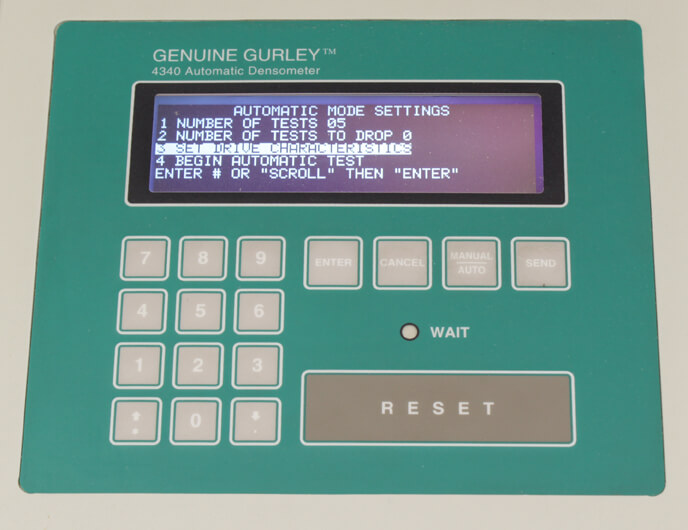 GENUINE GURLEY™
4340 Automatic Densometer
AUTOMATIC MODE SETTINGS
1 NUMBER OF TESTS 05
2 NUMBER OF TESTS TO DROP 0
3 SET DRIVE CHARACTERISTICS
4 BEGIN AUTOMATIC TEST
ENTER # OR "SCROLL" THEN "ENTER"
7 8 9 ENTER CANCEL MANUAL/AUTO SEND
4 5 6
WAIT
1 2 3
RESET
0